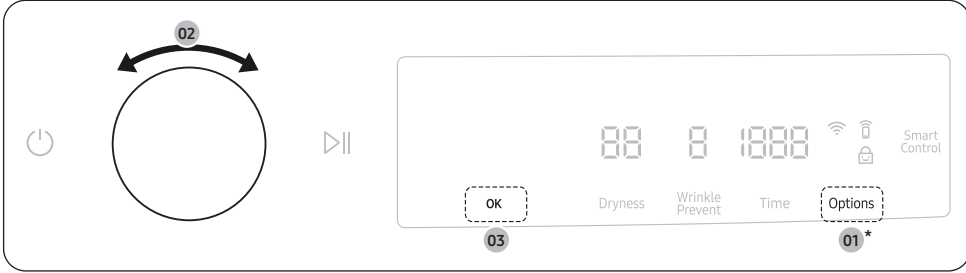 02
88 8 1888
Smart
Control
OK Dryness Wrinkle
Prevent Time Options
03 01*